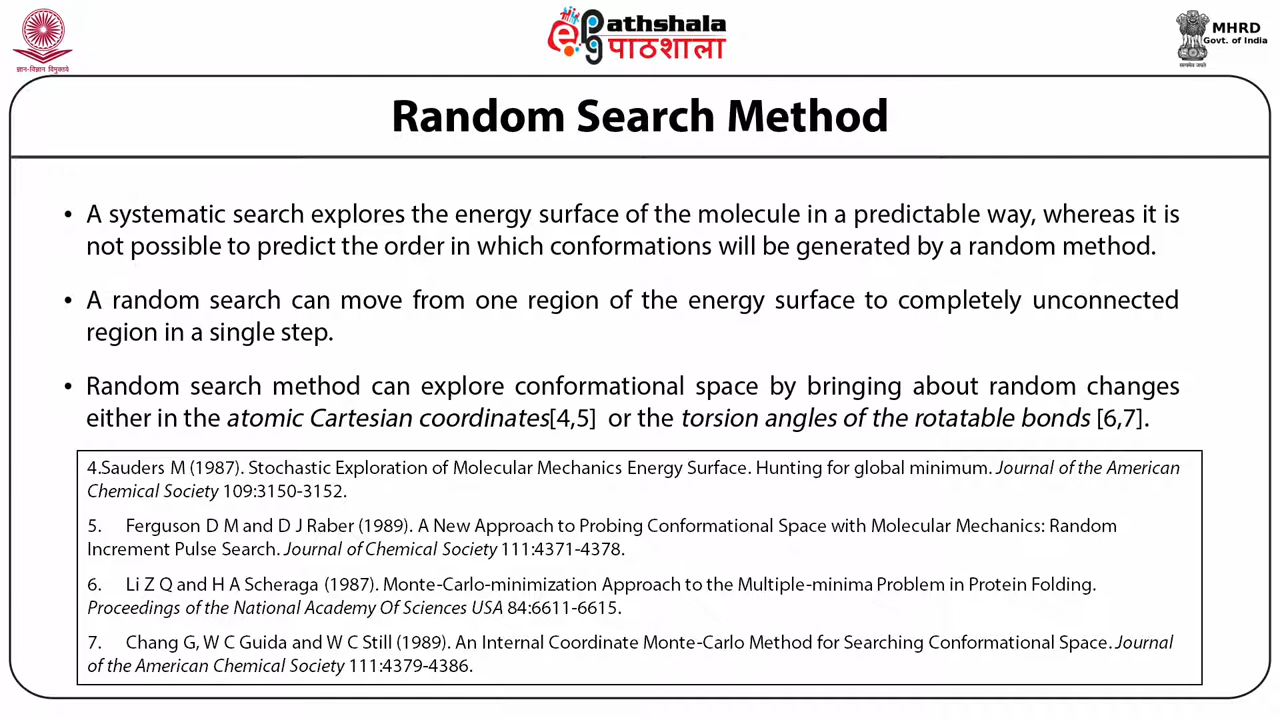 ज्ञान-विज्ञान विमुक्तये
ePG
athshala
पाठशाला
सत्यमेव जयते
MHRD
Govt. of India
Random Search Method
• A systematic search explores the energy surface of the molecule in a predictable way, whereas it is
not possible to predict the order in which conformations will be generated by a random method.
• A random search can move from one region of the energy surface to completely unconnected
region in a single step.
• Random search method can explore conformational space by bringing about random changes
either in the atomic Cartesian coordinates[4,5] or the torsion angles of the rotatable bonds [6,7].
4.Sauders M (1987). Stochastic Exploration of Molecular Mechanics Energy Surface. Hunting for global minimum. Journal of the American
Chemical Society 109:3150-3152.
5. Ferguson D M and D J Raber (1989). A New Approach to Probing Conformational Space with Molecular Mechanics: Random
Increment Pulse Search. Journal of Chemical Society 111:4371-4378.
6. Li Z Q and H A Scheraga (1987). Monte-Carlo-minimization Approach to the Multiple-minima Problem in Protein Folding.
Proceedings of the National Academy Of Sciences USA 84:6611-6615.
7. Chang G, W C Guida and W C Still (1989). An Internal Coordinate Monte-Carlo Method for Searching Conformational Space. Journal
of the American Chemical Society 111:4379-4386.